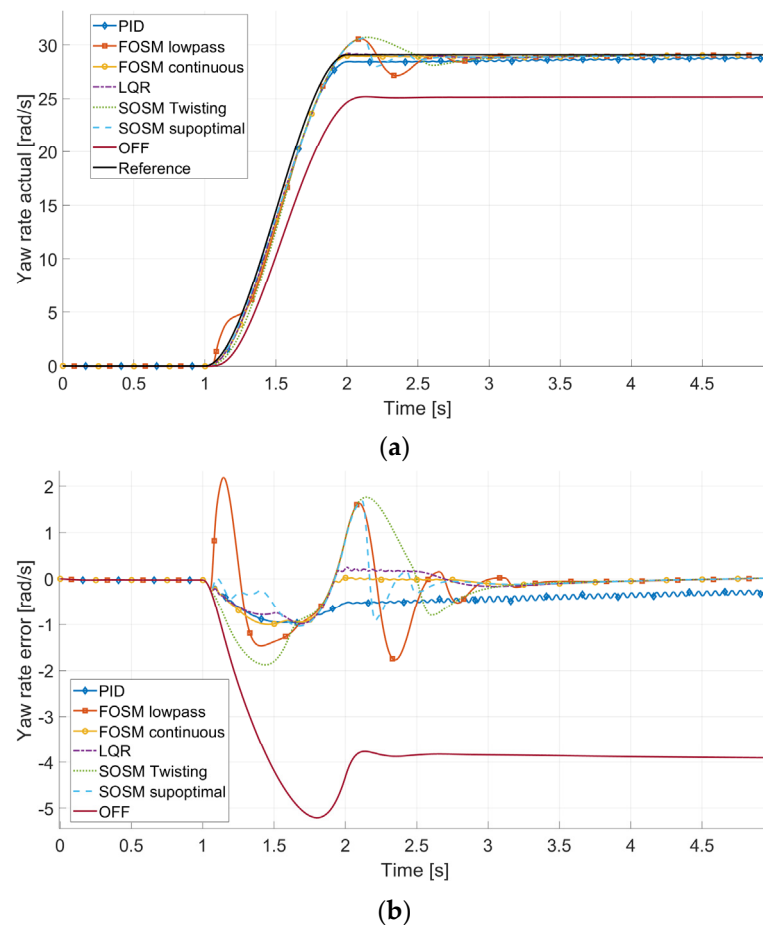 PID
FOSM lowpass
FOSM continuous
LQR
SOSM Twisting
SOSM supoptimal
OFF
Reference
Yaw rate actual [rad/s]
30
25
20
15
10
5
0
0 0.5 1 1.5 2 2.5 3 3.5 4 4.5
Time [s]
(a)
Yaw rate error [rad/s]
2
1
0
-1
-2
-3
-4
-5
PID
FOSM lowpass
FOSM continuous
LQR
SOSM Twisting
SOSM supoptimal
OFF
0 0.5 1 1.5 2 2.5 3 3.5 4 4.5
Time [s]
(b)